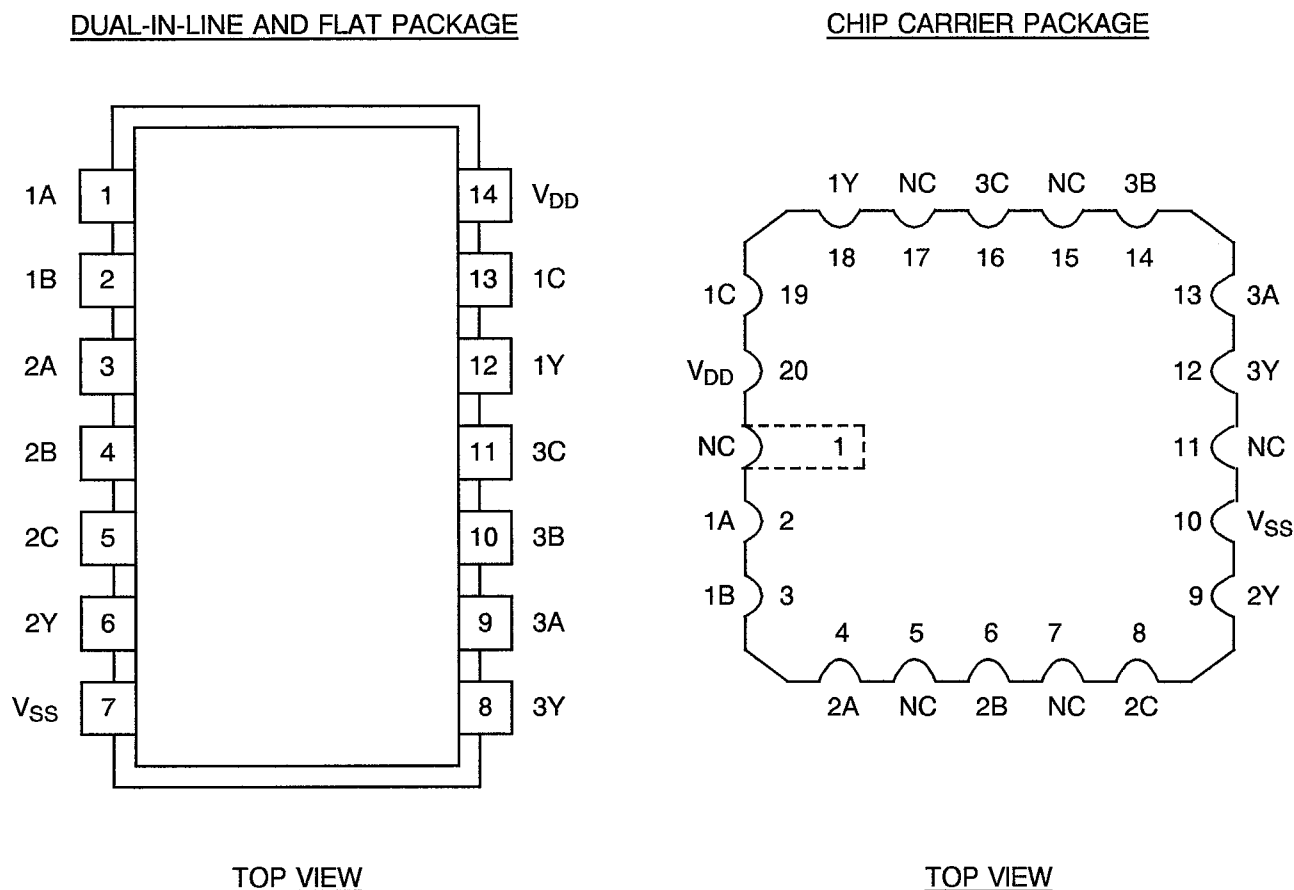 DUAL-IN-LINE AND FLAT PACKAGE
1A 1 14 VDD
1B 2 13 1C
2A 3 12 1Y
2B 4 11 3C
2C 5 10 3B
2Y 6 9 3A
VSS 7 8 3Y
TOP VIEW
CHIP CARRIER PACKAGE
1Y NC 3C NC 3B
18 17 16 15 14
1C 19 13 3A
VDD 20 12 3Y
NC 1 11 NC
1A 2 10 VSS
1B 3 9 2Y
4 5 6 7 8
2A NC 2B NC 2C
TOP VIEW